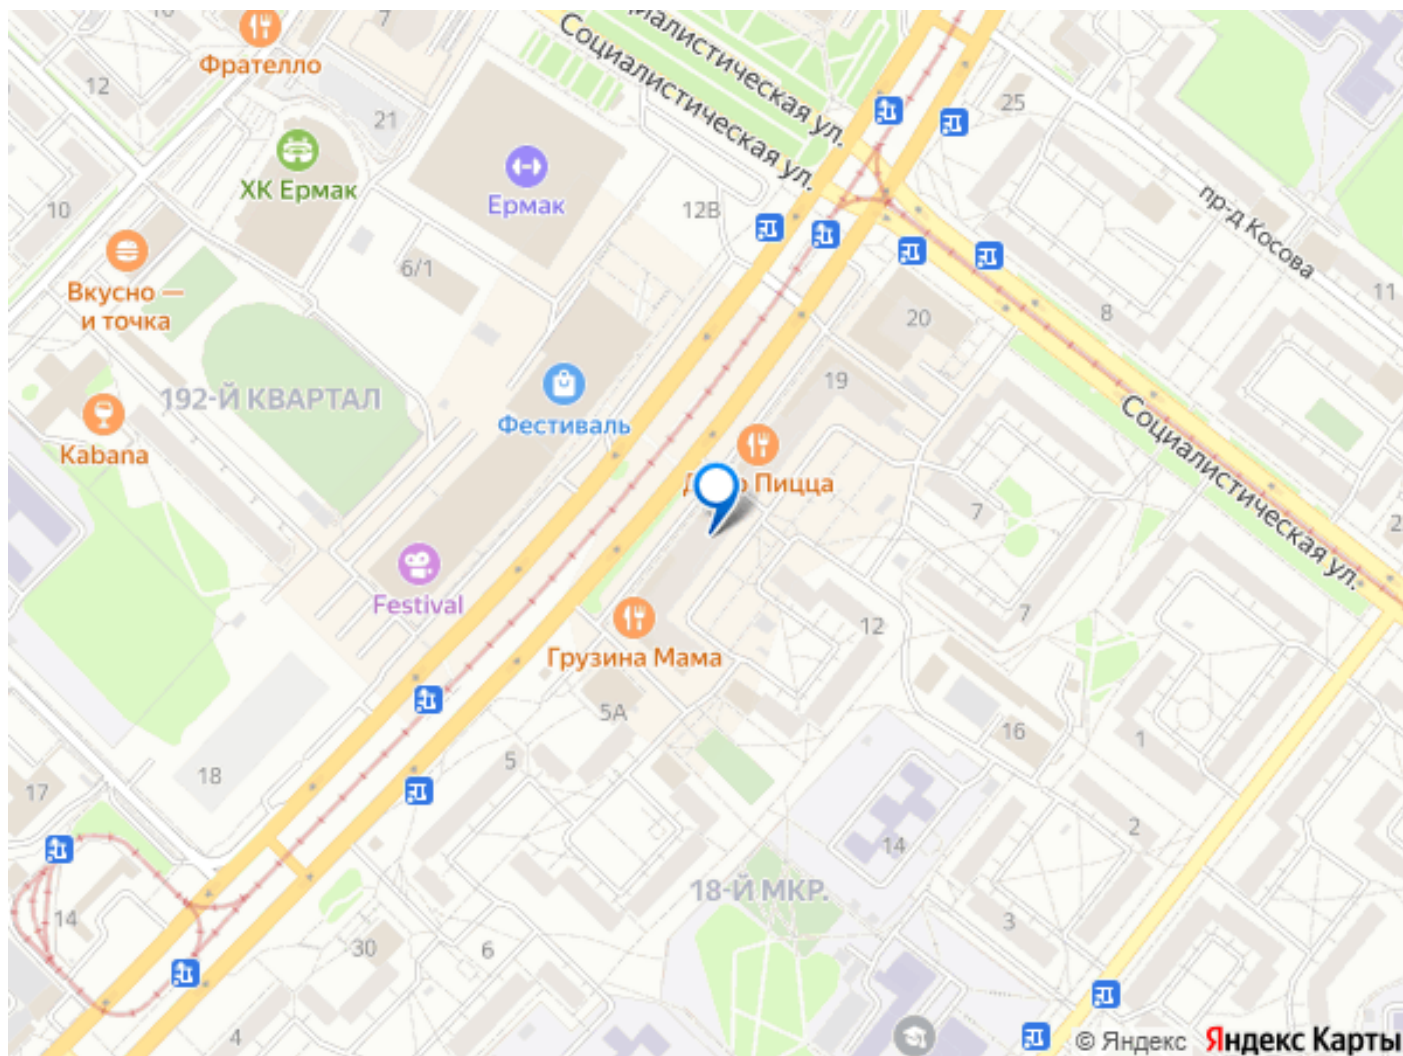 10
7
Фрателло
12
21
ХК Ермак
Ермак
Социалистическая ул.
Социалистическая ул.
25
пр-д Косова
10
12В
6/1
Вкусно —
и точка
11
8
20
19
192-Й КВАРТАЛ
Kabana
Фестиваль
Пицца
Социалистическая ул.
7
2
Festival
Грузина Мама
12
7
5А
5
16
1
18
17
2
14
18-Й МКР.
14
3
30
6
4
© Яндекс Яндекс Карты